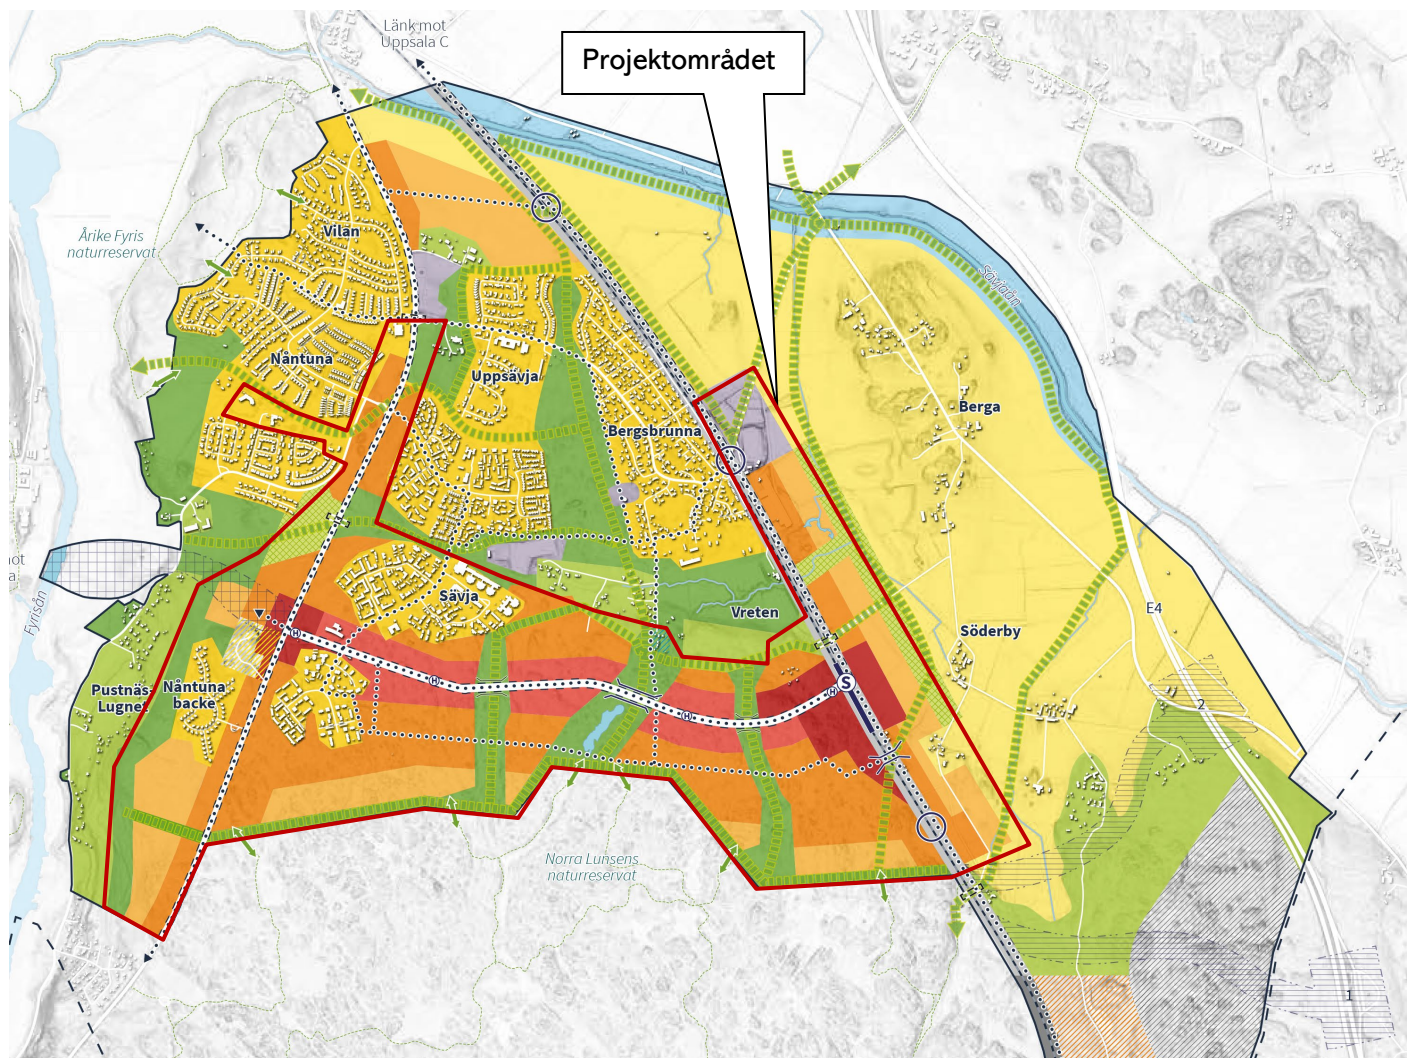 Länk mot
Uppsala C
Projektområdet
Årike Fyris
naturreservat
Vilan
Sävjaån
Nåntuna
Uppsävja
Bergsbrunna
Berga
Fyrisån
Sävja
Vreten
E4
Söderby
H
Pustnäs-
Lugnet
Nåntuna
backe
H
H
H
S
2
Norra Lunsens
naturreservat
1